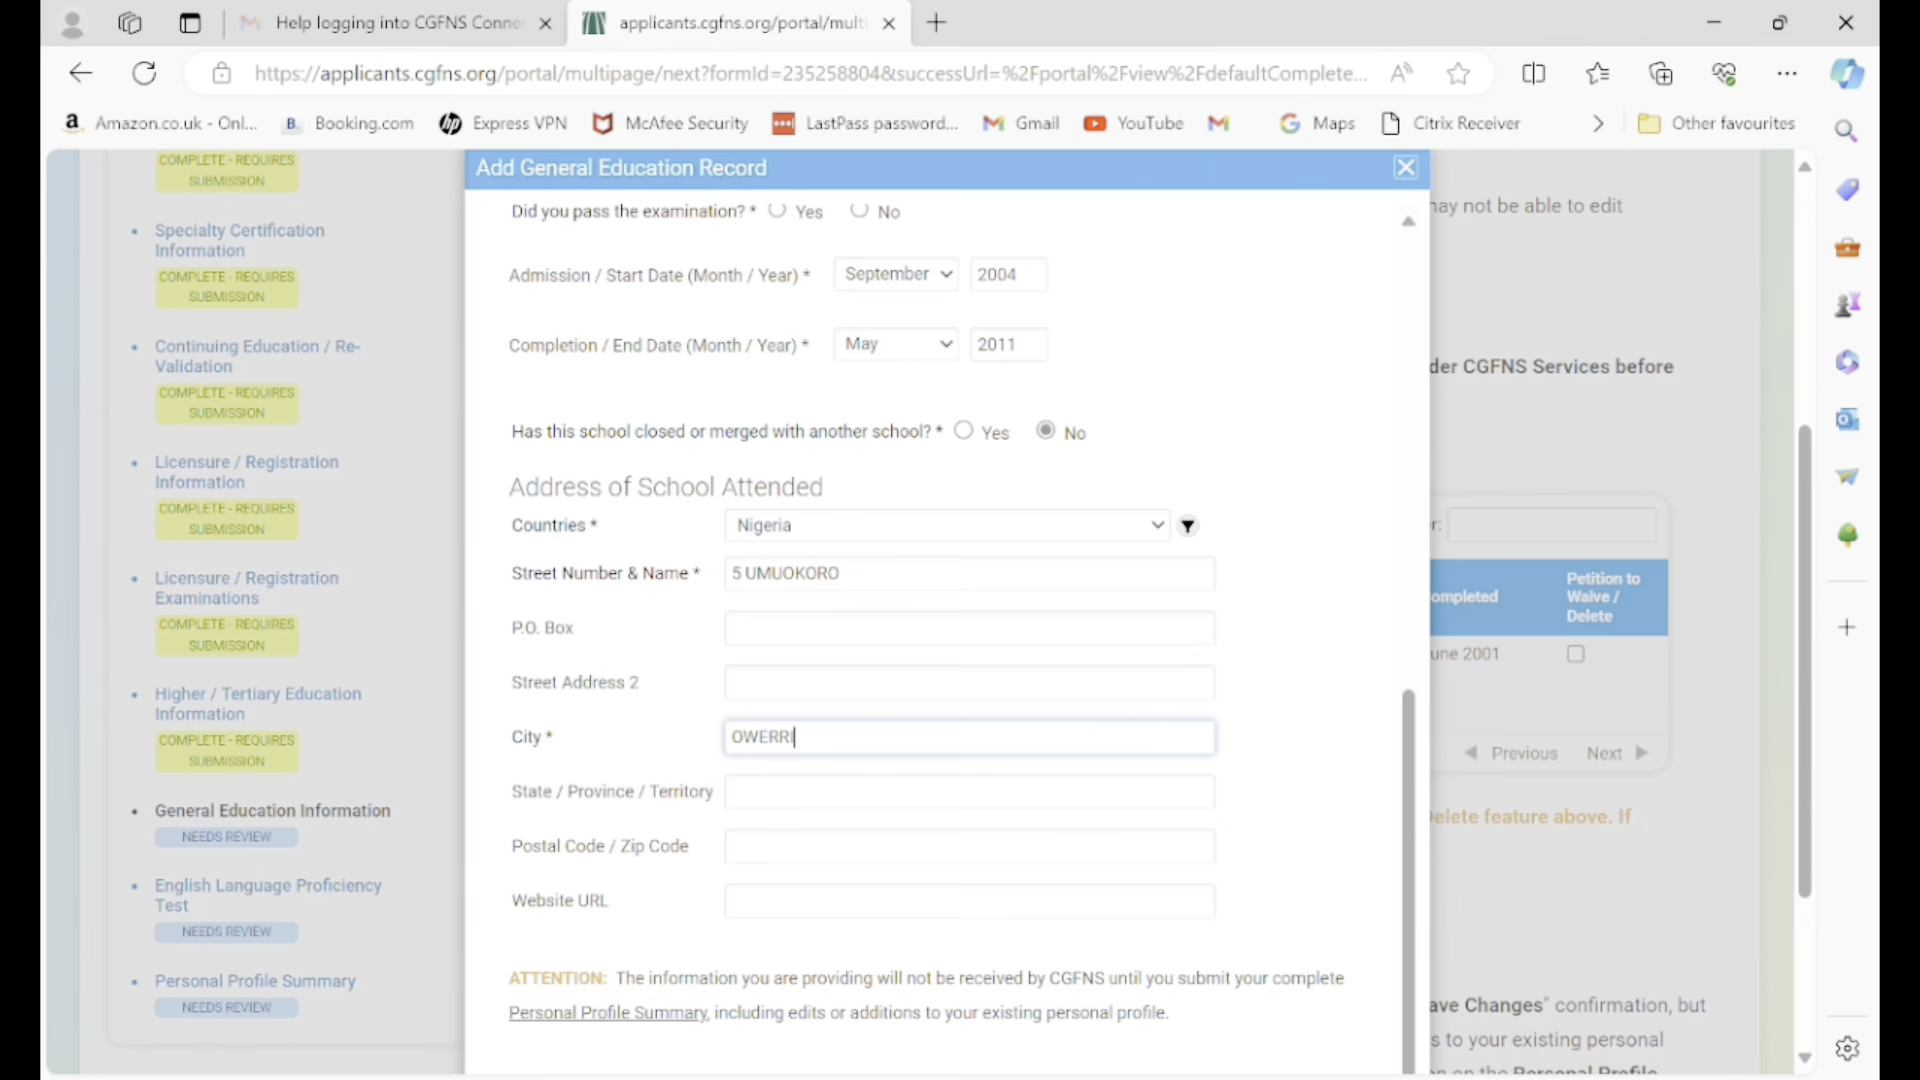 Help logging into CGFNS Conne
applicants.cgfns.org/portal/multi
https://applicants.cgfns.org/portal/multipage/next?formId=235258804&successUrl=%2Fportal%2Fview%2FdefaultComplete...
Amazon.co.uk - Onl...
B. Booking.com
hp Express VPN
McAfee Security
LastPass password...
Gmail
YouTube
Maps
Citrix Receiver
Other favourites
COMPLETE - REQUIRES
SUBMISSION
Specialty Certification
Information
COMPLETE - REQUIRES
SUBMISSION
Continuing Education / Re-
Validation
COMPLETE - REQUIRES
SUBMISSION
Licensure / Registration
Information
COMPLETE - REQUIRES
SUBMISSION
Licensure / Registration
Examinations
COMPLETE - REQUIRES
SUBMISSION
Higher / Tertiary Education
Information
COMPLETE - REQUIRES
SUBMISSION
General Education Information
NEEDS REVIEW
English Language Proficiency
Test
NEEDS REVIEW
Personal Profile Summary
NEEDS REVIEW
Add General Education Record
Did you pass the examination? * Yes No
Admission / Start Date (Month / Year) * September 2004
Completion / End Date (Month / Year) * May 2011
Has this school closed or merged with another school? * Yes No
Address of School Attended
Countries * Nigeria
Street Number & Name * 5 UMUOKORO
P.O. Box
Street Address 2
City * OWERRI
State / Province / Territory
Postal Code / Zip Code
Website URL
ATTENTION: The information you are providing will not be received by CGFNS until you submit your complete
Personal Profile Summary, including edits or additions to your existing personal profile.
may not be able to edit
der CGFNS Services before
r:
ompleted
Petition to
Waive /
Delete
une 2001
Previous Next
Delete feature above. If
ave Changes" confirmation, but
s to your existing personal